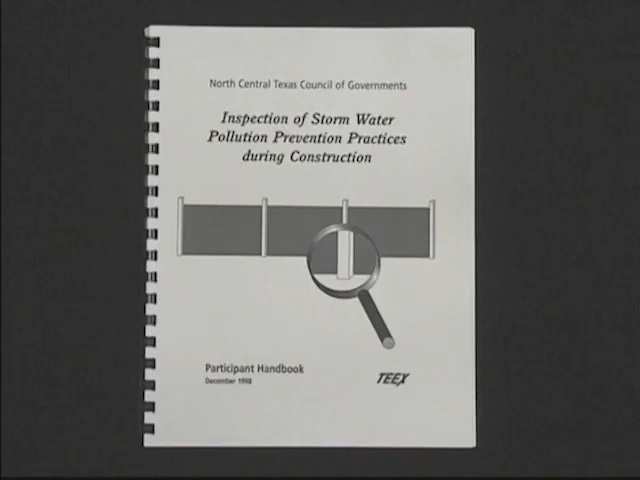 North Central Texas Council of Governments
Inspection of Storm Water
Pollution Prevention Practices
during Construction
Participant Handbook
December 1998
TEEX